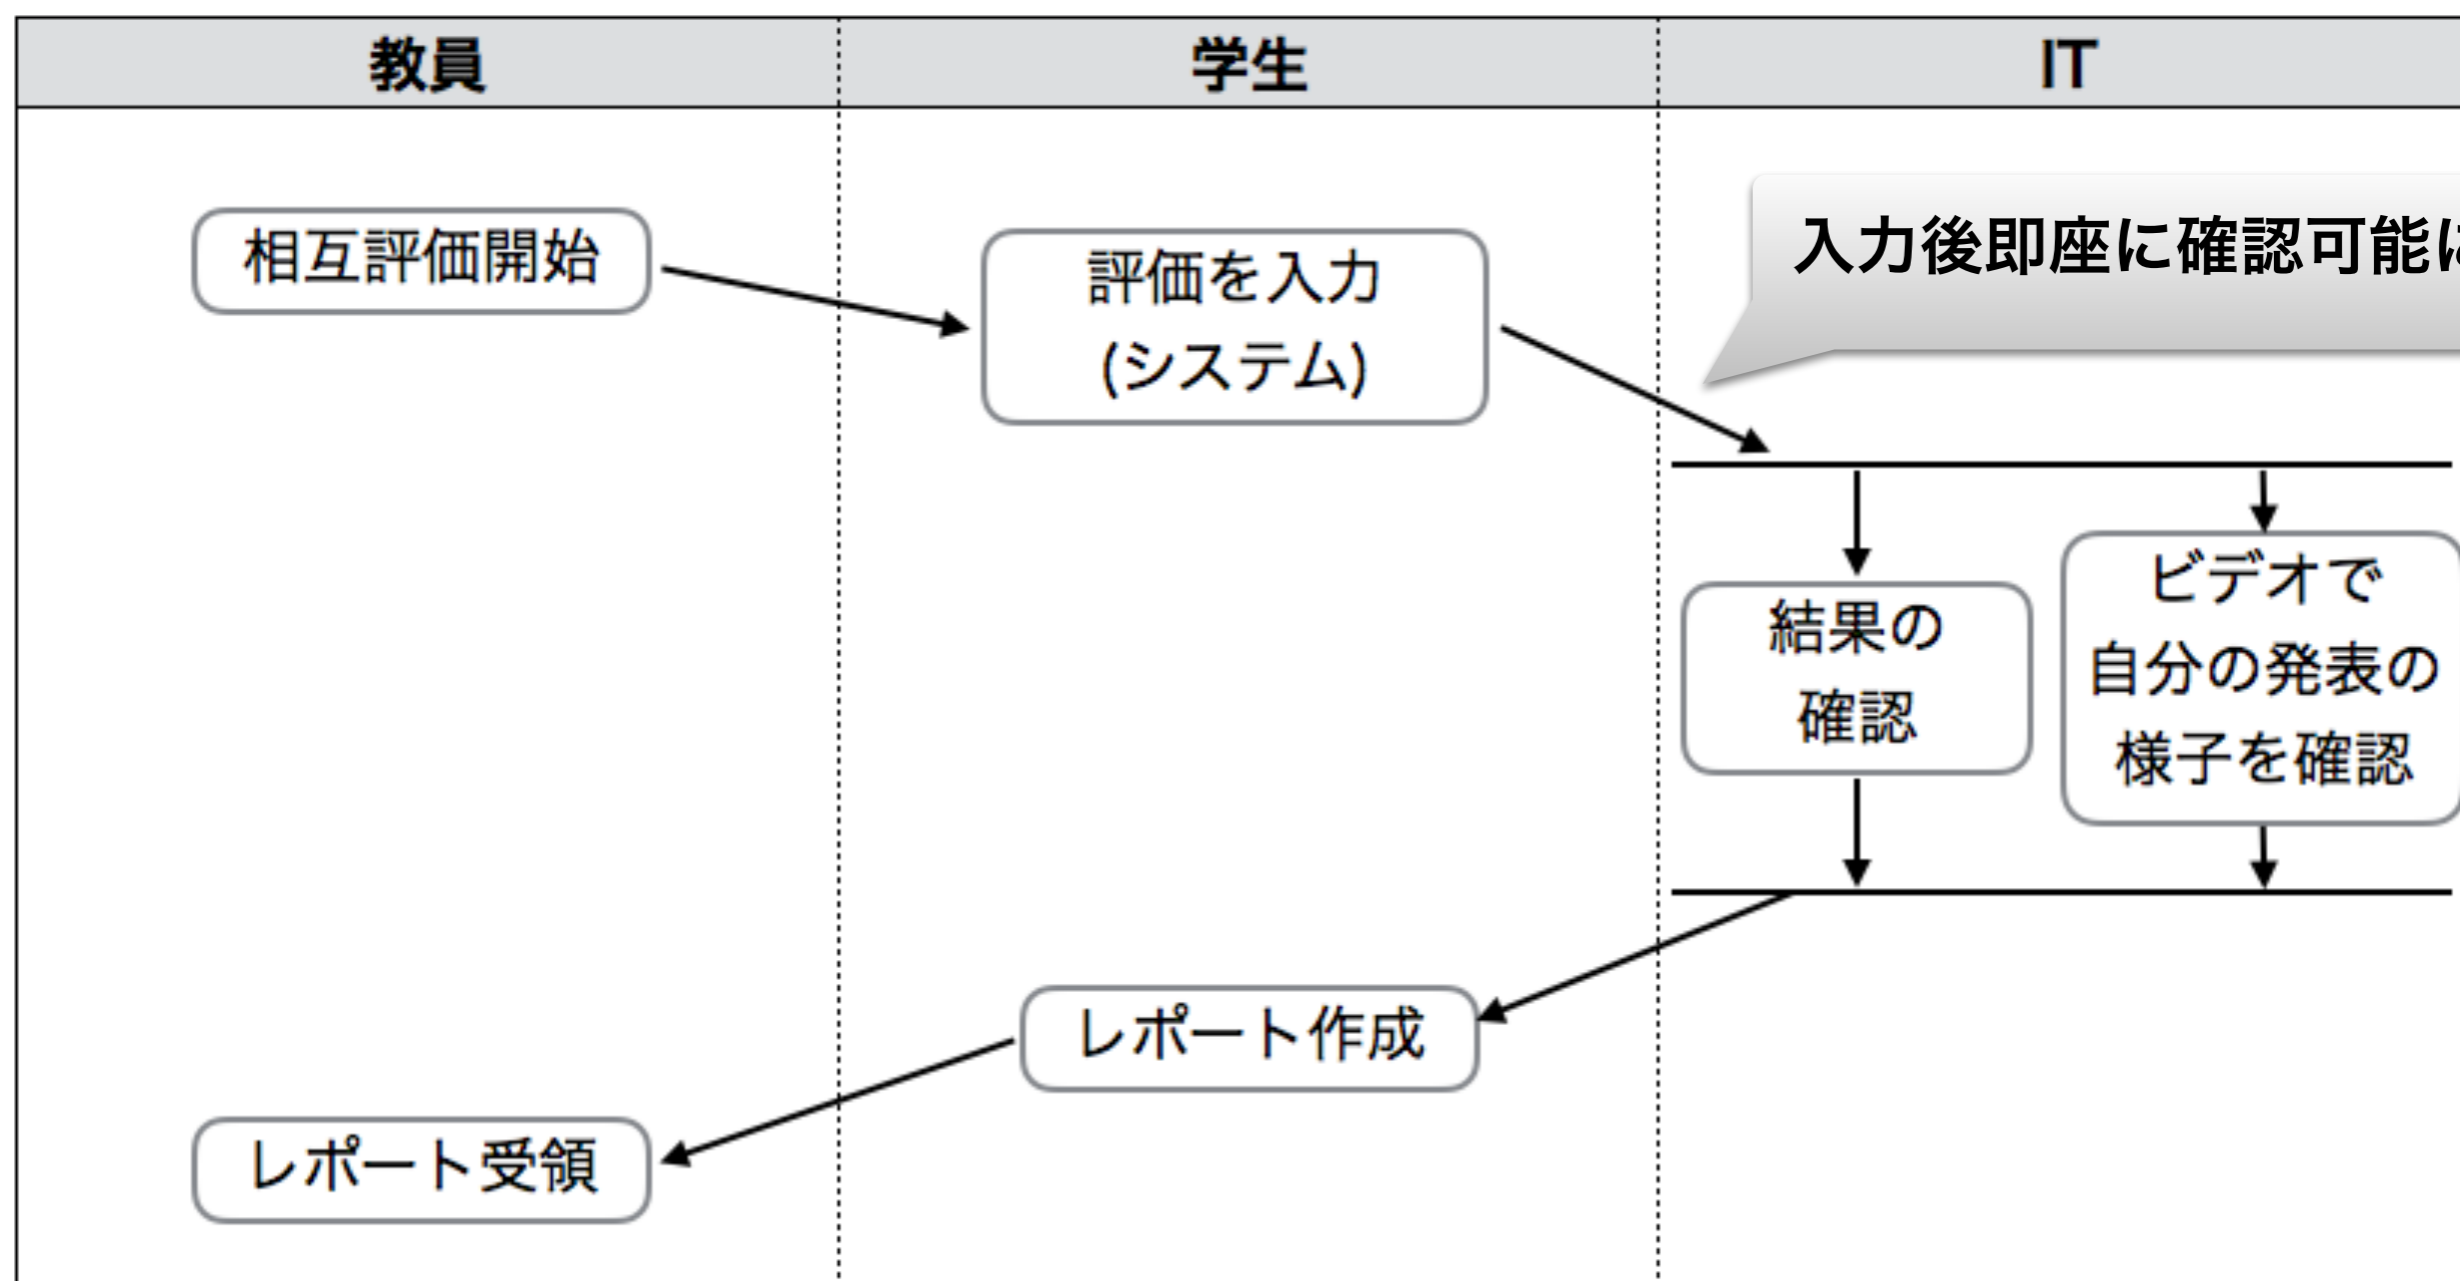 教員
学生
IT
相互評価開始
評価を入力
(システム)
入力後即座に確認可能に
結果の
確認
ビデオで
自分の発表の
様子を確認
レポート作成
レポート受領